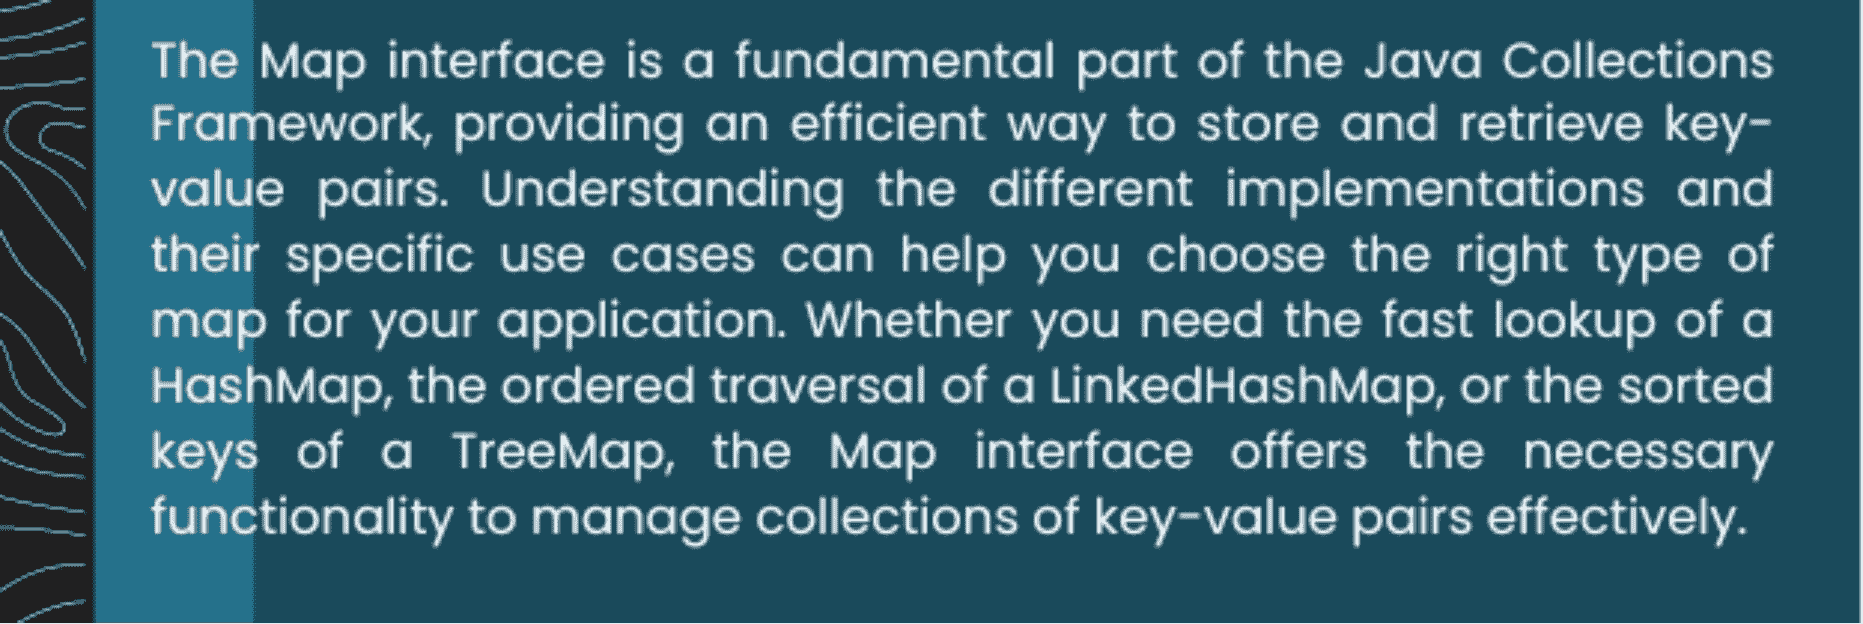 The Map interface is a fundamental part of the Java Collections
Framework, providing an efficient way to store and retrieve key-
value pairs. Understanding the different implementations and
their specific use cases can help you choose the right type of
map for your application. Whether you need the fast lookup of a
HashMap, the ordered traversal of a LinkedHashMap, or the sorted
keys of a TreeMap, the Map interface offers the necessary
functionality to manage collections of key-value pairs effectively.